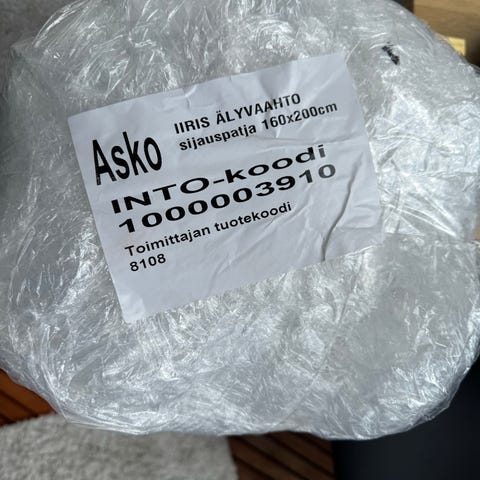 Asko
IIRIS ÄLYVAAHTO
sijauspatja 160x200cm
INTO-koodi
1000003910
Toimittajan tuotekoodi
8108